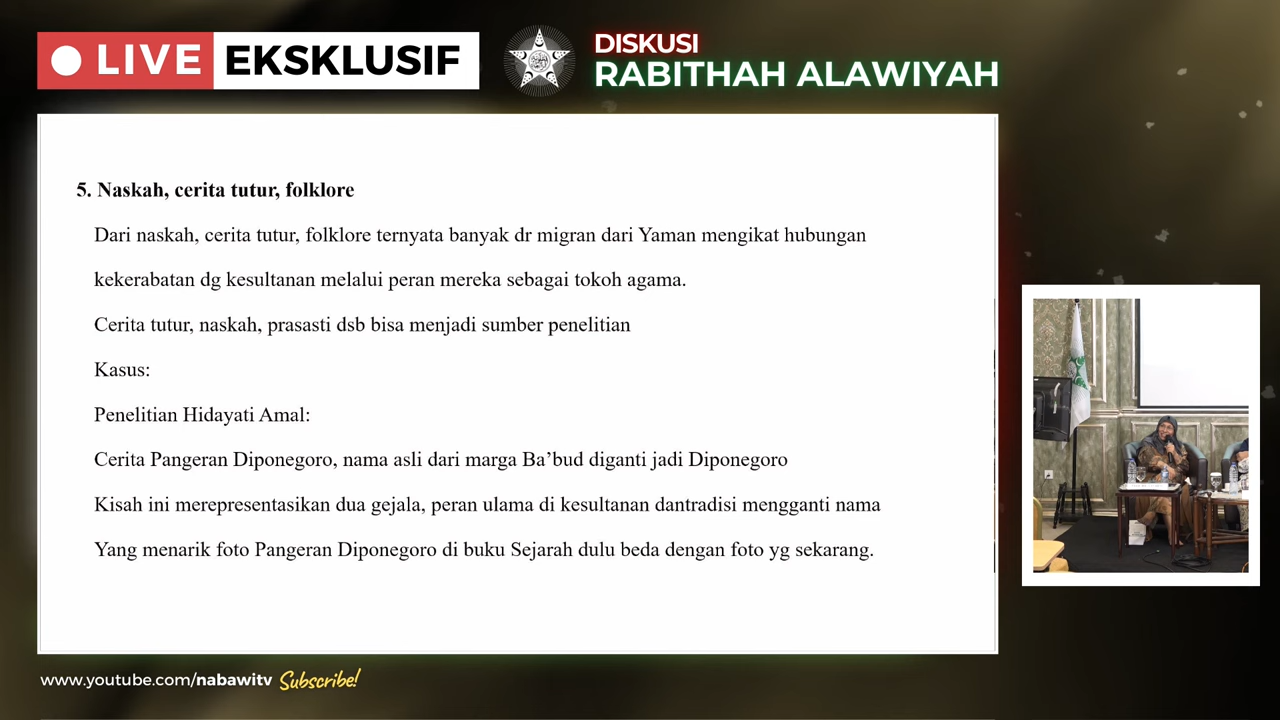 LIVE EKSKLUSIF
DISKUSI
RABITHAH ALAWIYAH
5. Naskah, cerita tutur, folklore
Dari naskah, cerita tutur, folklore ternyata banyak dr migran dari Yaman mengikat hubungan
kekerabatan dg kesultanan melalui peran mereka sebagai tokoh agama.
Cerita tutur, naskah, prasasti dsb bisa menjadi sumber penelitian
Kasus:
Penelitian Hidayati Amal:
Cerita Pangeran Diponegoro, nama asli dari marga Ba’bud diganti jadi Diponegoro
Kisah ini merepresentasikan dua gejala, peran ulama di kesultanan dantradisi mengganti nama
Yang menarik foto Pangeran Diponegoro di buku Sejarah dulu beda dengan foto yg sekarang.
www.youtube.com/nabawitv Subscribe!